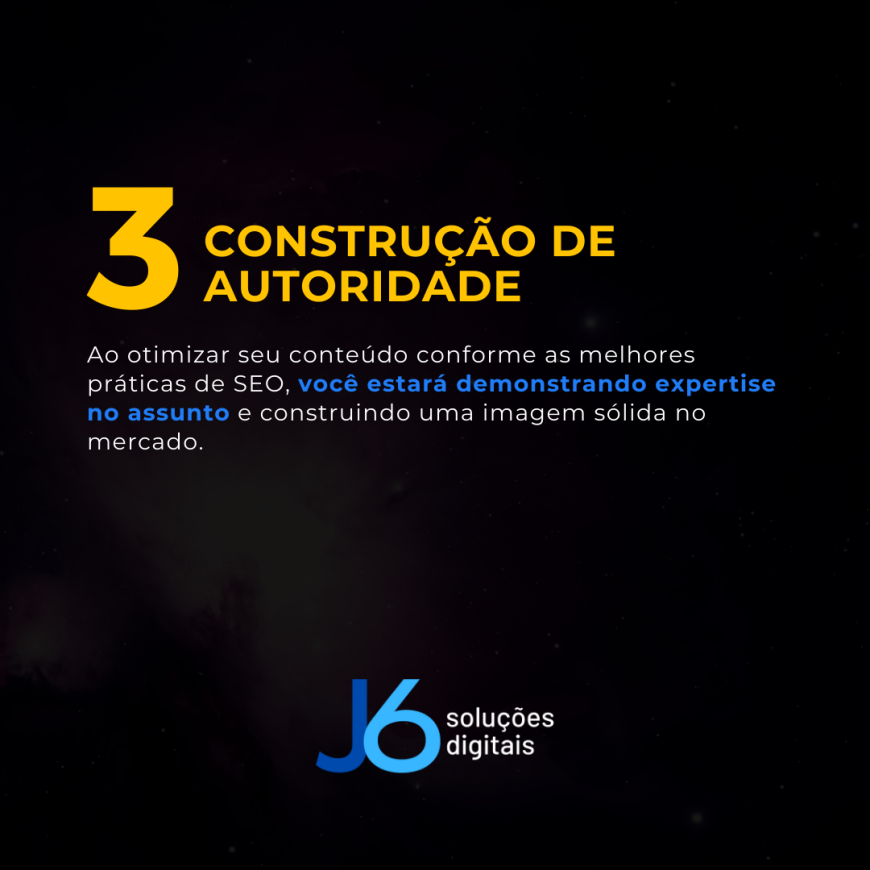 3
CONSTRUÇÃO DE
AUTORIDADE
Ao otimizar seu conteúdo conforme as melhores
práticas de SEO, você estará demonstrando expertise
no assunto e construindo uma imagem sólida no
mercado.
J6
soluções
digitais